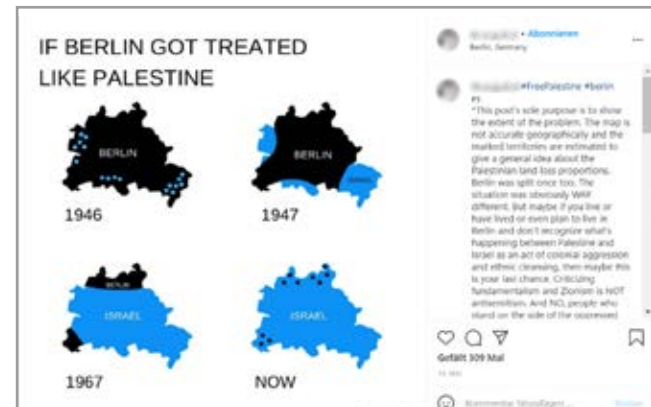 IF BERLIN GOT TREATED
LIKE PALESTINE
BERLIN
1946
BERLIN
ISRAEL
1947
BERLIN
ISRAEL
1967
ISRAEL
NOW
• Abonnieren
Berlin, Germany
#FreePalestine #berlin
"This post's sole purpose is to show
the extent of the problem. The map is
not accurate geographically and the
marked territories are estimated to
give a general idea about the
Palestinian land loss proportions.
Berlin was split once too. The
situation was obviously WAY
different. But maybe if you live or
have lived or even plan to live in
Berlin and don't recognize what's
happening between Palestine and
Israel as an act of colonial aggression
and ethnic cleansing, then maybe this
is your last chance. Criticizing
fundamentalism and Zionism is NOT
antisemitism. And NO, people who
stand on the side of the oppressed
Gefällt 309 Mal
Kommentar hinzufügen ...